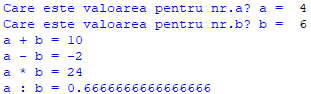 Care este valoarea pentru nr.a? a =  4
Care este valoarea pentru nr.b? b =  6
a + b = 10
a - b = -2
a * b = 24
a : b = 0.6666666666666666